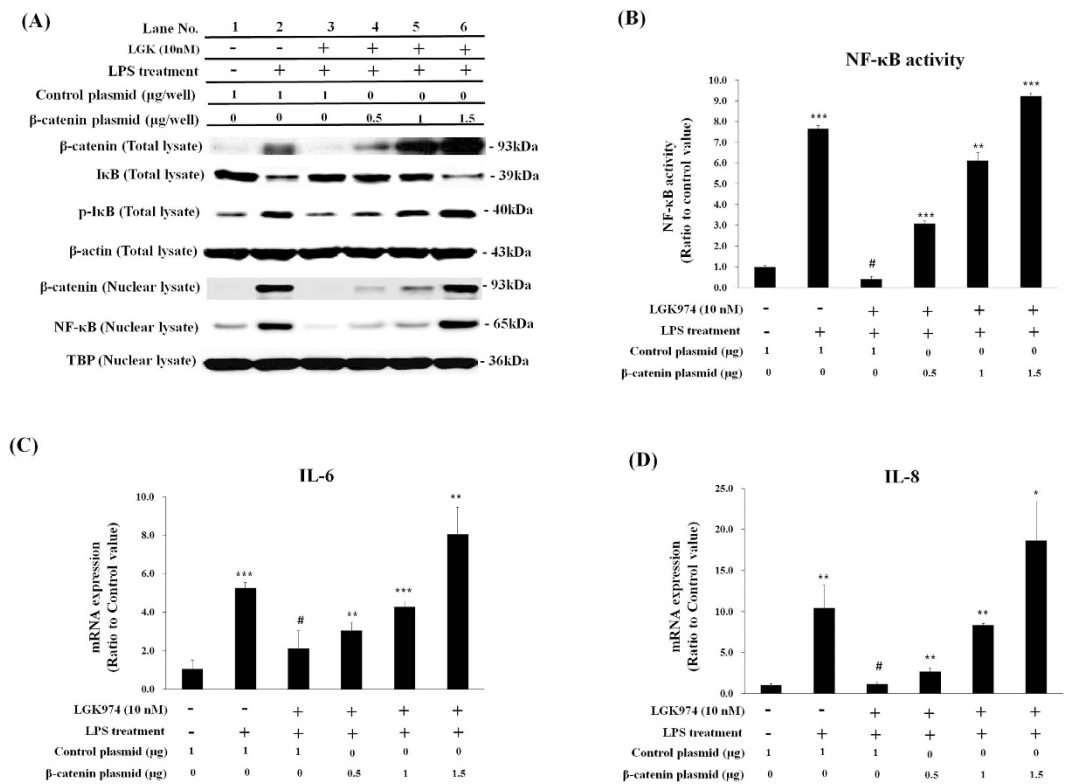 (A)
Lane No. 1 2 3 4 5 6
LGK (10nM) - - + + + +
LPS treatment - + + + + +
Control plasmid (µg/well) 1 1 1 0 0 0
β-catenin plasmid (µg/well) 0 0 0 0.5 1 1.5
β-catenin (Total lysate) - 93kDa
IκB (Total lysate) - 39kDa
p-IκB (Total lysate) - 40kDa
β-actin (Total lysate) - 43kDa
β-catenin (Nuclear lysate) - 93kDa
NF-κB (Nuclear lysate) - 65kDa
TBP (Nuclear lysate) - 36kDa
(B)
NF-κB activity
NF-κB activity
(Ratio to control value)
10.0
9.0
8.0
7.0
6.0
5.0
4.0
3.0
2.0
1.0
0.0
*** # *** ** ***
LGK974 (10 nM) - - + + + +
LPS treatment - + + + + +
Control plasmid (µg) 1 1 1 0 0 0
β-catenin plasmid (µg) 0 0 0 0.5 1 1.5
(C)
IL-6
mRNA expression
(Ratio to Control value)
10.0
8.0
6.0
4.0
2.0
0.0
*** # ** *** **
LGK974 (10 nM) - - + + + +
LPS treatment - + + + + +
Control plasmid (µg) 1 1 1 0 0 0
β-catenin plasmid (µg) 0 0 0 0.5 1 1.5
(D)
IL-8
mRNA expression
(Ratio to Control value)
25.0
20.0
15.0
10.0
5.0
0.0
** # ** ** *
LGK974 (10 nM) - - + + + +
LPS treatment - + + + + +
Control plasmid (µg) 1 1 1 0 0 0
β-catenin plasmid (µg) 0 0 0 0.5 1 1.5